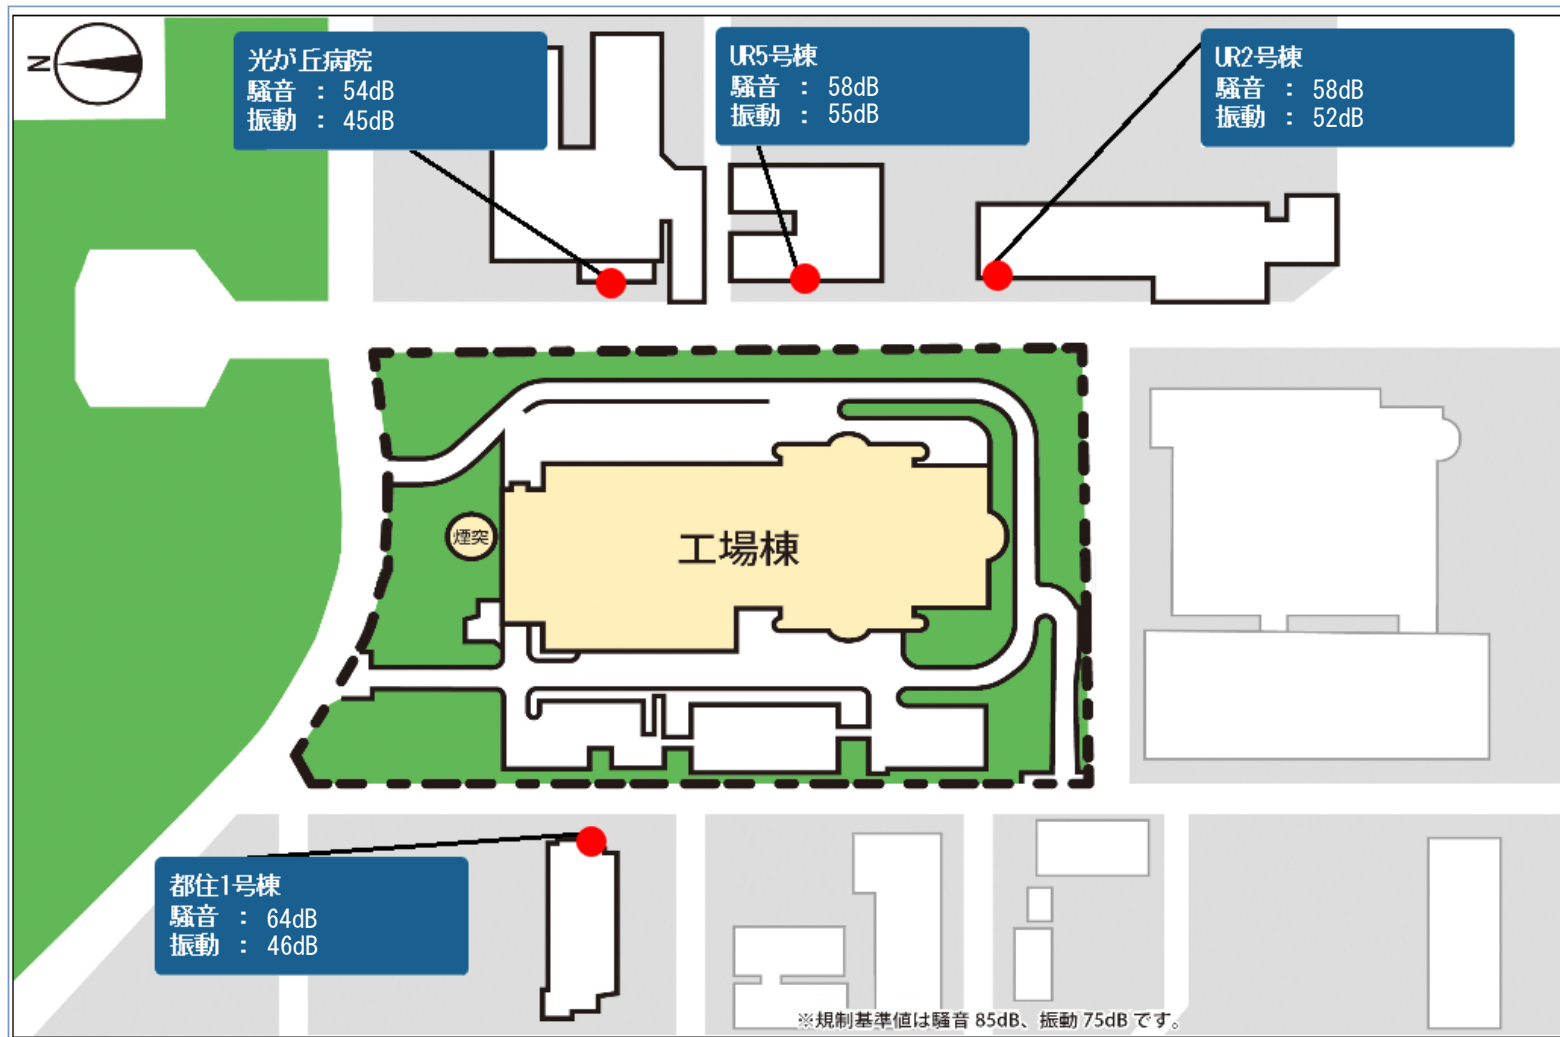 N
光が丘病院
騒音 : 54dB
振動 : 45dB
UR5号棟
騒音 : 58dB
振動 : 55dB
UR2号棟
騒音 : 58dB
振動 : 52dB
煙突
工場棟
都住1号棟
騒音 : 64dB
振動 : 46dB
※規制基準値は騒音 85dB、振動 75dB です。